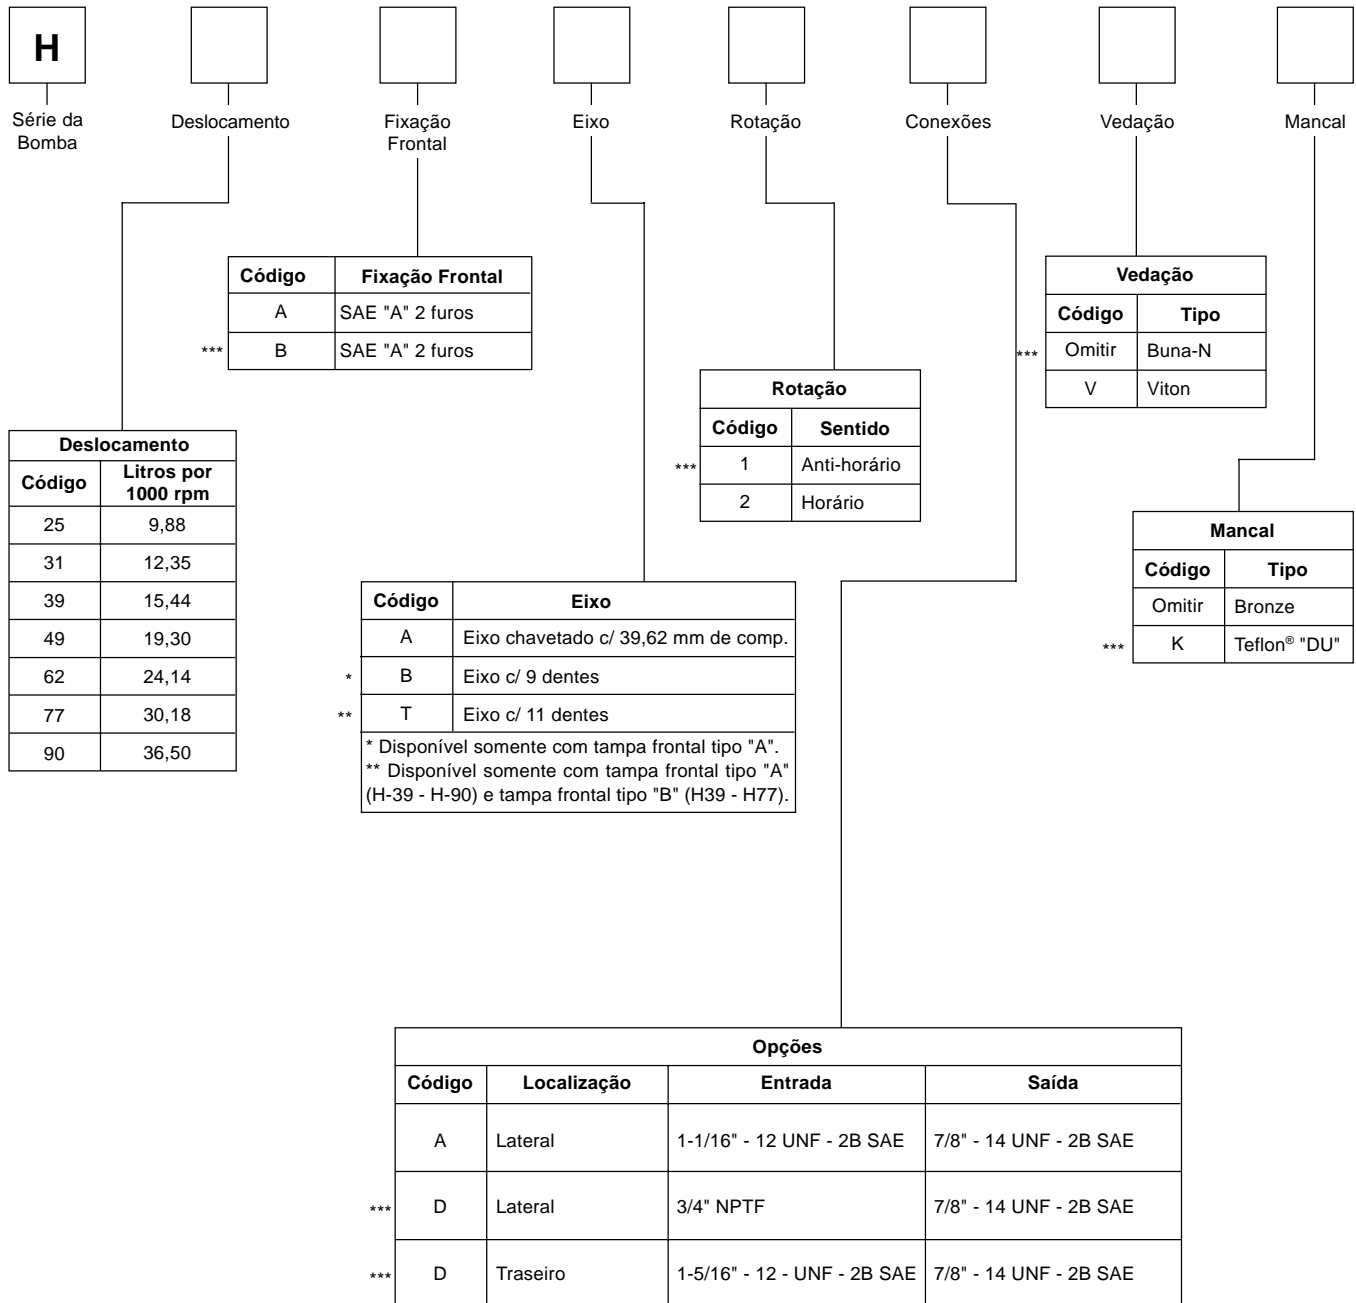 H
Série da
Bomba
Deslocamento
Fixação
Frontal
Eixo
Rotação
Conexões
Vedação
Mancal
Código Fixação Frontal
A SAE "A" 2 furos
*** B SAE "A" 2 furos
Vedação
Código Tipo
*** Omitir Buna-N
V Viton
Rotação
Código Sentido
*** 1 Anti-horário
2 Horário
Deslocamento
Código Litros por
1000 rpm
25 9,88
31 12,35
39 15,44
49 19,30
62 24,14
77 30,18
90 36,50
Mancal
Código Tipo
Omitir Bronze
*** K Teflon® "DU"
Código Eixo
A Eixo chavetado c/ 39,62 mm de comp.
* B Eixo c/ 9 dentes
** T Eixo c/ 11 dentes
* Disponível somente com tampa frontal tipo "A".
** Disponível somente com tampa frontal tipo "A"
(H-39 - H-90) e tampa frontal tipo "B" (H39 - H77).
Opções
Código Localização Entrada Saída
A Lateral 1-1/16" - 12 UNF - 2B SAE 7/8" - 14 UNF - 2B SAE
*** D Lateral 3/4" NPTF 7/8" - 14 UNF - 2B SAE
*** D Traseiro 1-5/16" - 12 - UNF - 2B SAE 7/8" - 14 UNF - 2B SAE